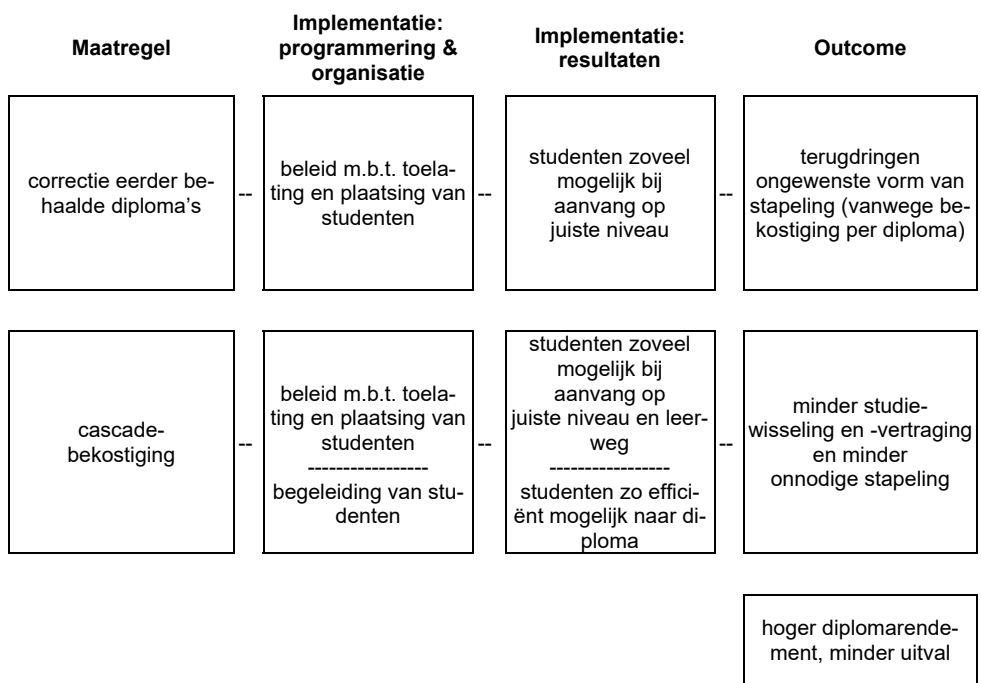 Maatregel
Implementatie:
programmering &
organisatie
Implementatie:
resultaten
Outcome
correctie eerder be-
haalde diploma's
--
beleid m.b.t. toela-
ting en plaatsing van
studenten
--
studenten zoveel
mogelijk bij
aanvang op
juiste niveau
--
terugdringen
ongewenste vorm van
stapeling (vanwege be-
kostiging per diploma)
cascade-
bekostiging
--
beleid m.b.t. toela-
ting en plaatsing van
studenten
-----------------
begeleiding van stu-
denten
--
studenten zoveel
mogelijk bij
aanvang op
juiste niveau en leer-
weg
-----------------
studenten zo effici-
ënt mogelijk naar di-
ploma
--
minder studie-
wisseling en -vertraging
en minder
onnodige stapeling
hoger diplomarende-
ment, minder uitval